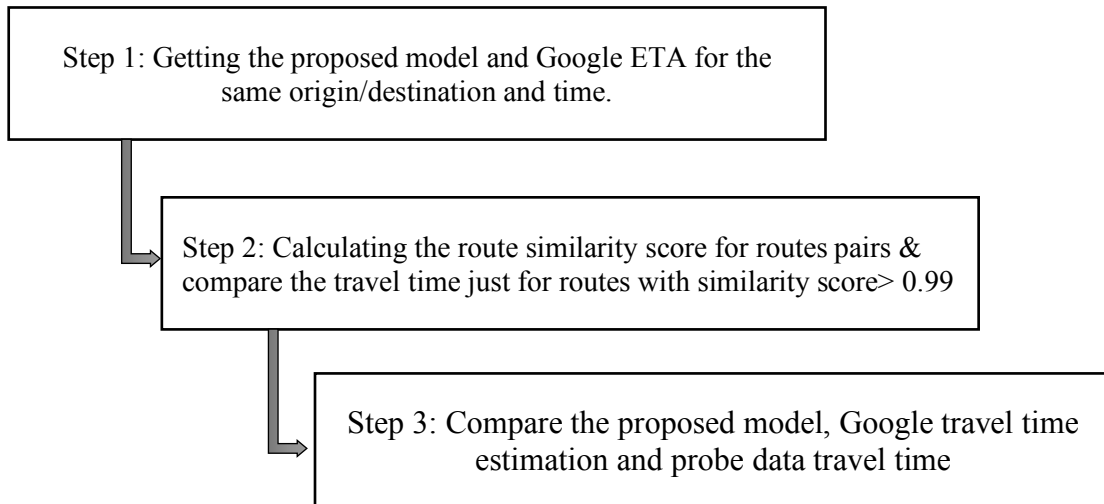 Step 1: Getting the proposed model and Google ETA for the
same origin/destination and time.
Step 2: Calculating the route similarity score for routes pairs &
compare the travel time just for routes with similarity score> 0.99
Step 3: Compare the proposed model, Google travel time
estimation and probe data travel time